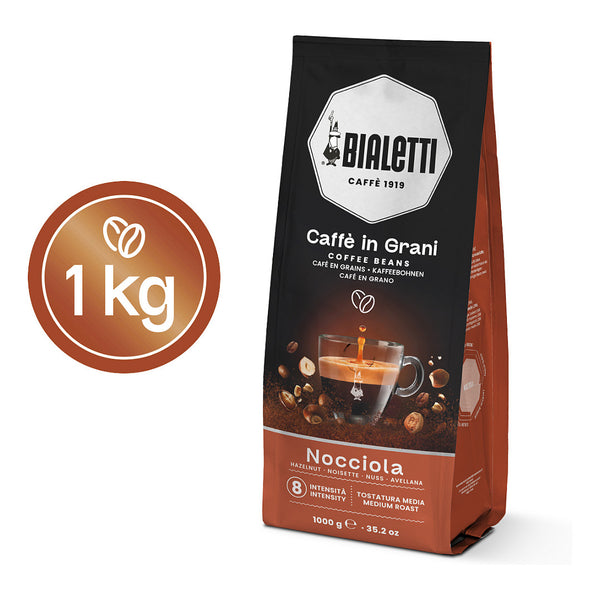 1 kg
BIALETTI
CAFFÈ 1919
Caffè in Grani
COFFEE BEANS
CAFÉ EN GRAINS • KAFFEEBOHNEN
CAFÉ EN GRANO
Nocciola
HAZELNUT • NOISETTE • NUSS • AVELLANA
8 INTENSITÀ
INTENSITY
TOSTATURA MEDIA
MEDIUM ROAST
1000 g ℮ • 35.2 oz